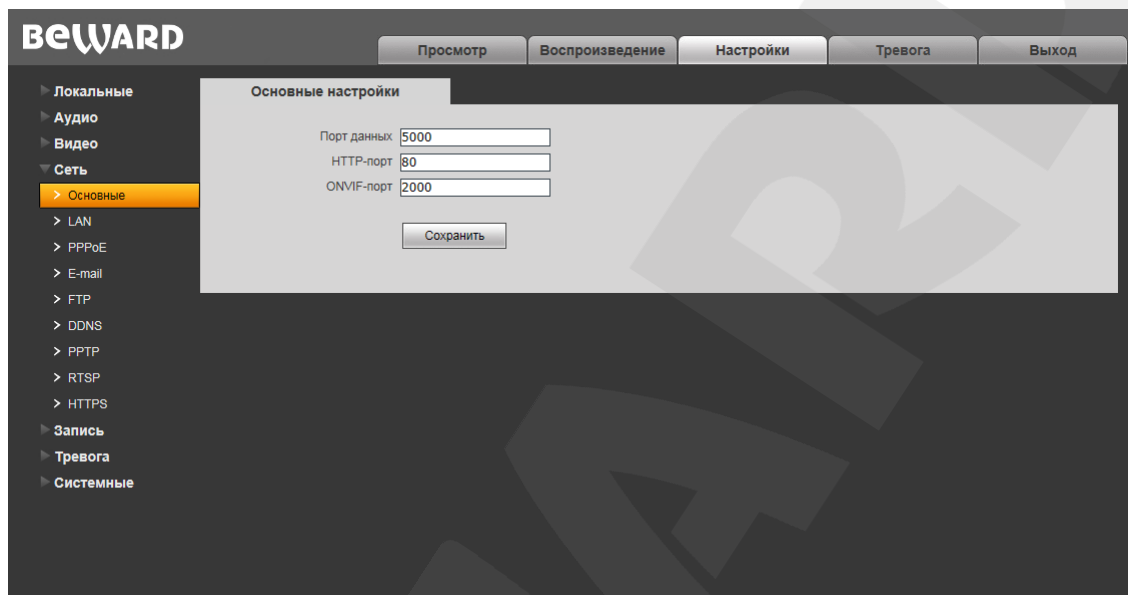 BEWARD
Просмотр
Воспроизведение
Настройки
Тревога
Выход
Локальные
Аудио
Видео
Сеть
Основные
LAN
PPPoE
E-mail
FTP
DDNS
PPTP
RTSP
HTTPS
Запись
Тревога
Системные
Основные настройки
Порт данных 5000
HTTP-порт 80
ONVIF-порт 2000
Сохранить